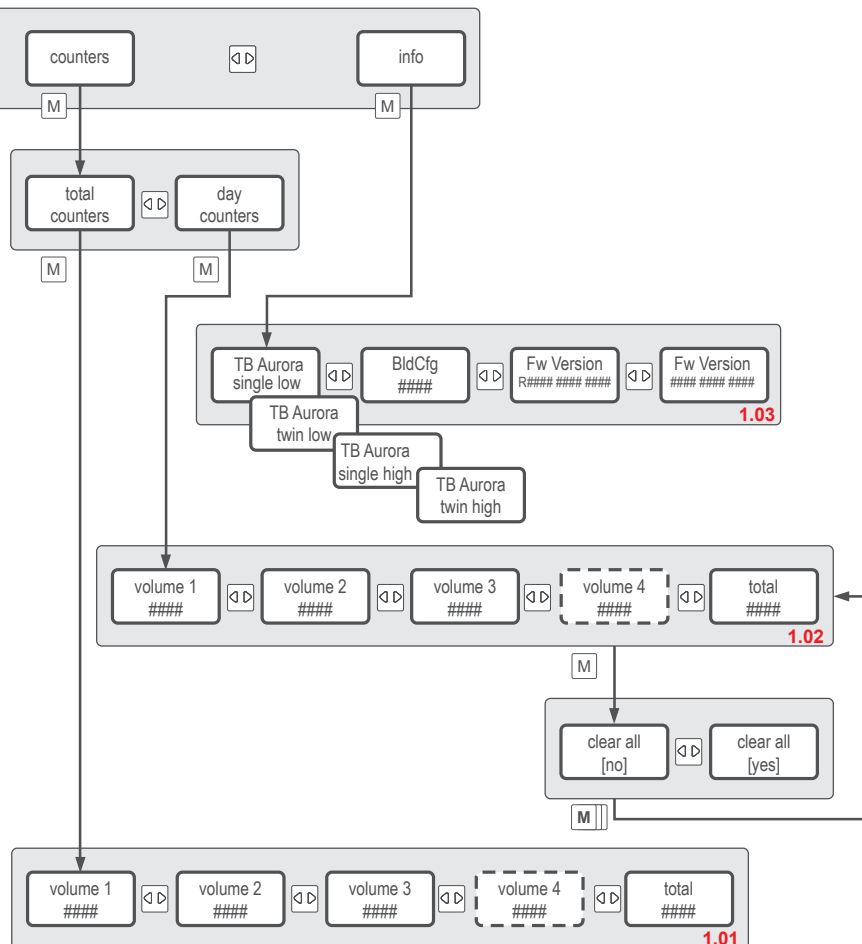 counters
info
M
M
total
counters
day
counters
M
M
TB Aurora
single low
BldCfg
####
Fw Version
R#### #### ####
Fw Version
#### #### ####
1.03
TB Aurora
twin low
TB Aurora
single high
TB Aurora
twin high
volume 1
####
volume 2
####
volume 3
####
volume 4
####
total
####
1.02
M
clear all
[no]
clear all
[yes]
M
volume 1
####
volume 2
####
volume 3
####
volume 4
####
total
####
1.01